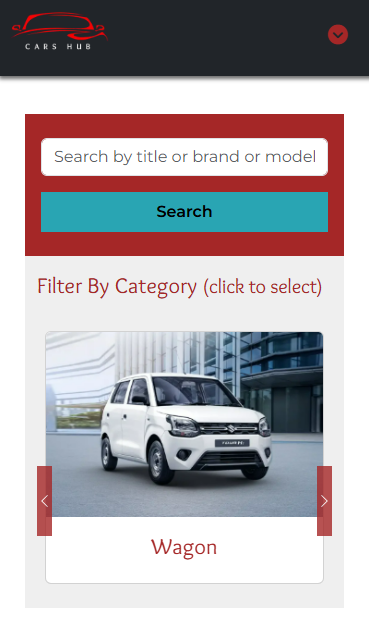 CARS HUB
Search by title or brand or model
Search
Filter By Category (click to select)
Wagon